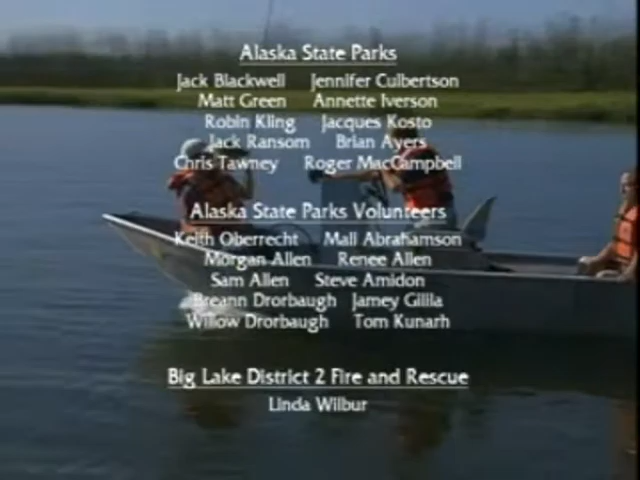 Alaska State Parks
Jack Blackwell Jennifer Culbertson
Matt Green Annette Iverson
Robin Kling Jacques Kosto
Jack Ransom Brian Ayers
Chris Tawney Roger MacCampbell
Alaska State Parks Volunteers
Keith Oberrecht Mall Abrahamson
Morgan Allen Renee Allen
Sam Allen Steve Amidon
Breann Drorbaugh Jamey Gilila
Willow Drorbaugh Tom Kunarh
Big Lake District 2 Fire and Rescue
Linda Wilbur